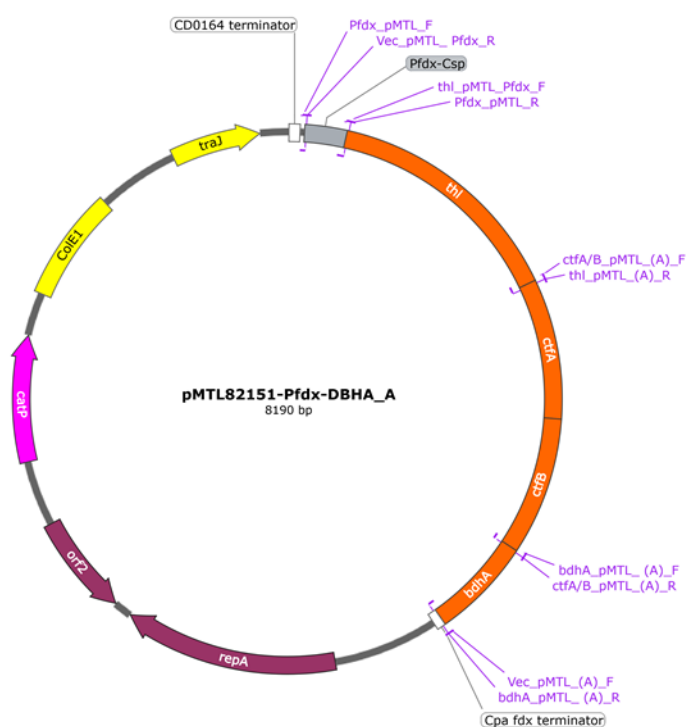 CD0164 terminator
Pfdx_pMTL_F
Vec_pMTL_ Pfdx_R
Pfdx-Csp
thl_pMTL_Pfdx_F
Pfdx_pMTL_R
traJ
thl
ColE1
ctfA/B_pMTL_(A)_F
thl_pMTL_(A)_R
ctfA
catP
pMTL82151-Pfdx-DBHA_A
8190 bp
ctfB
orf2
bdhA_pMTL_ (A)_F
ctfA/B_pMTL_(A)_R
bdhA
repA
Vec_pMTL_(A)_F
bdhA_pMTL_ (A)_R
Cpa fdx terminator